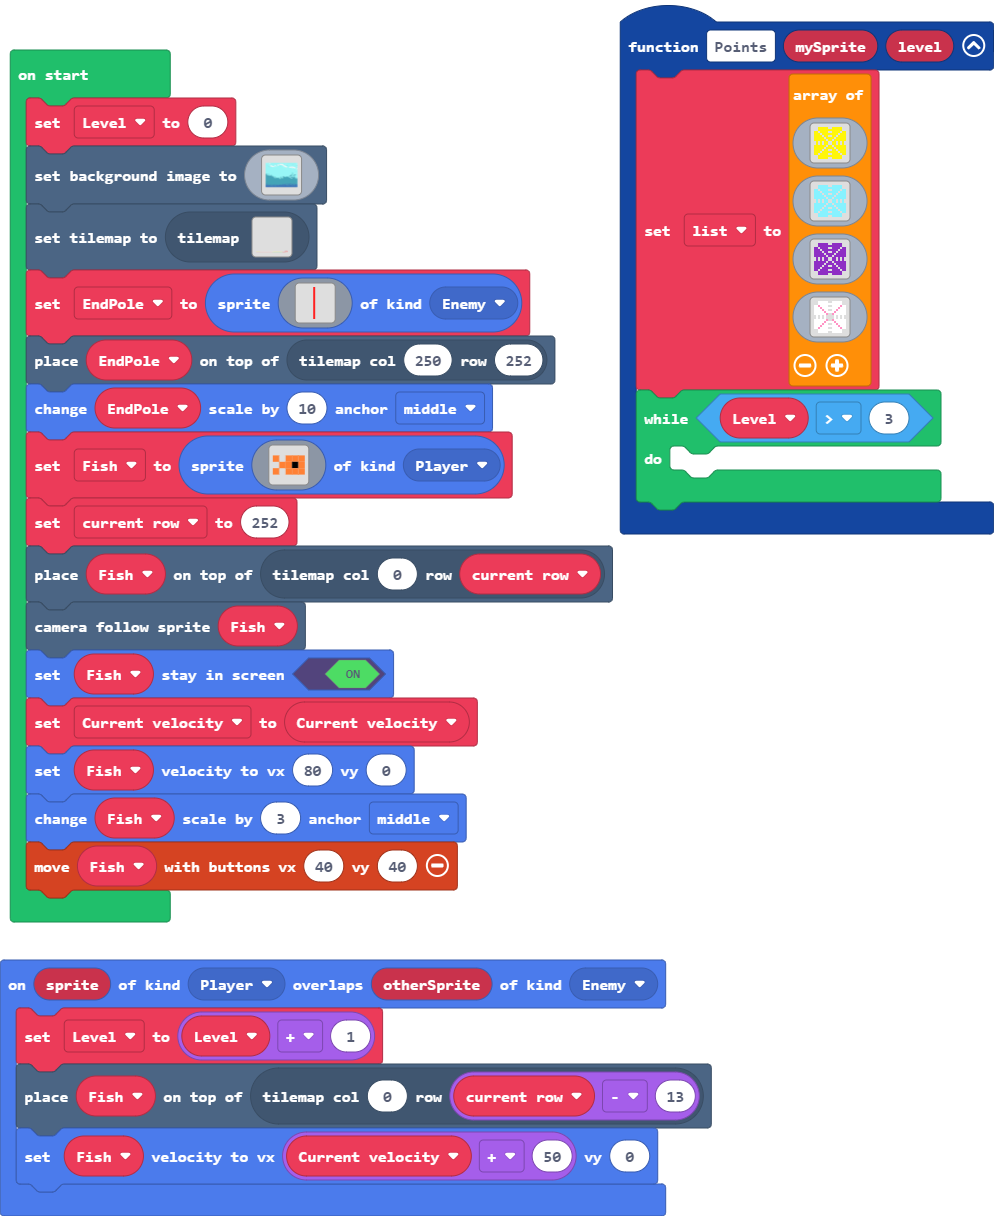 on start
set Level to 0
set background image to
set tilemap to tilemap
set EndPole to sprite of kind Enemy
place EndPole on top of tilemap col 250 row 252
change EndPole scale by 10 anchor middle
set Fish to sprite of kind Player
set current row to 252
place Fish on top of tilemap col 0 row current row
camera follow sprite Fish
set Fish stay in screen ON
set Current velocity to Current velocity
set Fish velocity to vx 80 vy 0
change Fish scale by 3 anchor middle
move Fish with buttons vx 40 vy 40
function Points mySprite level
array of
set list to
while Level > 3
do
on sprite of kind Player overlaps otherSprite of kind Enemy
set Level to Level + 1
place Fish on top of tilemap col 0 row current row - 13
set Fish velocity to vx Current velocity + 50 vy 0